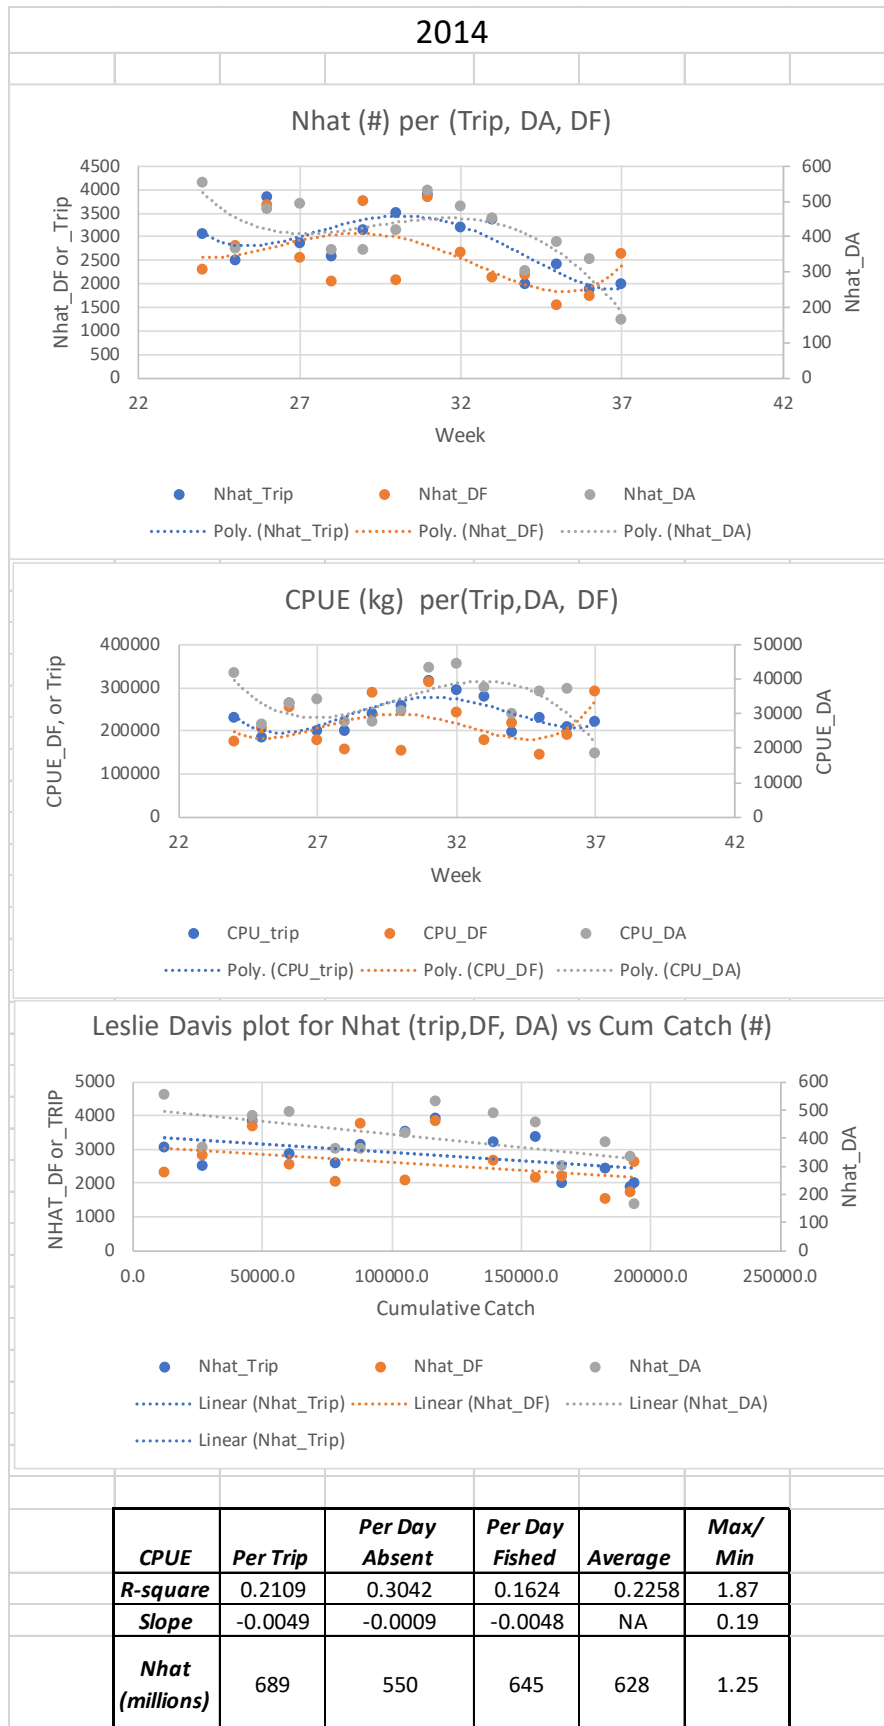 2014
Nhat (#) per (Trip, DA, DF)
4500
4000
3500
3000
2500
2000
1500
1000
500
0
Nhat_DF or _Trip
600
500
400
300
200
100
0
Nhat_DA
22 27 32 37 42
Week
Nhat_Trip Nhat_DF Nhat_DA
Poly. (Nhat_Trip) Poly. (Nhat_DF) Poly. (Nhat_DA)
CPUE (kg) per(Trip,DA, DF)
400000
300000
200000
100000
0
CPUE_DF, or Trip
50000
40000
30000
20000
10000
0
CPUE_DA
22 27 32 37 42
Week
CPU_trip CPU_DF CPU_DA
Poly. (CPU_trip) Poly. (CPU_DF) Poly. (CPU_DA)
Leslie Davis plot for Nhat (trip,DF, DA) vs Cum Catch (#)
5000
4000
3000
2000
1000
0
NHAT_DF or _TRIP
600
500
400
300
200
100
0
Nhat_DA
0.0 50000.0 100000.0 150000.0 200000.0 250000.0
Cumulative Catch
Nhat_Trip Nhat_DF Nhat_DA
Linear (Nhat_Trip) Linear (Nhat_DF) Linear (Nhat_DA)
Linear (Nhat_Trip)
CPUE Per Trip Per Day Absent Per Day Fished Average Max/ Min
R-square 0.2109 0.3042 0.1624 0.2258 1.87
Slope -0.0049 -0.0009 -0.0048 NA 0.19
Nhat (millions) 689 550 645 628 1.25